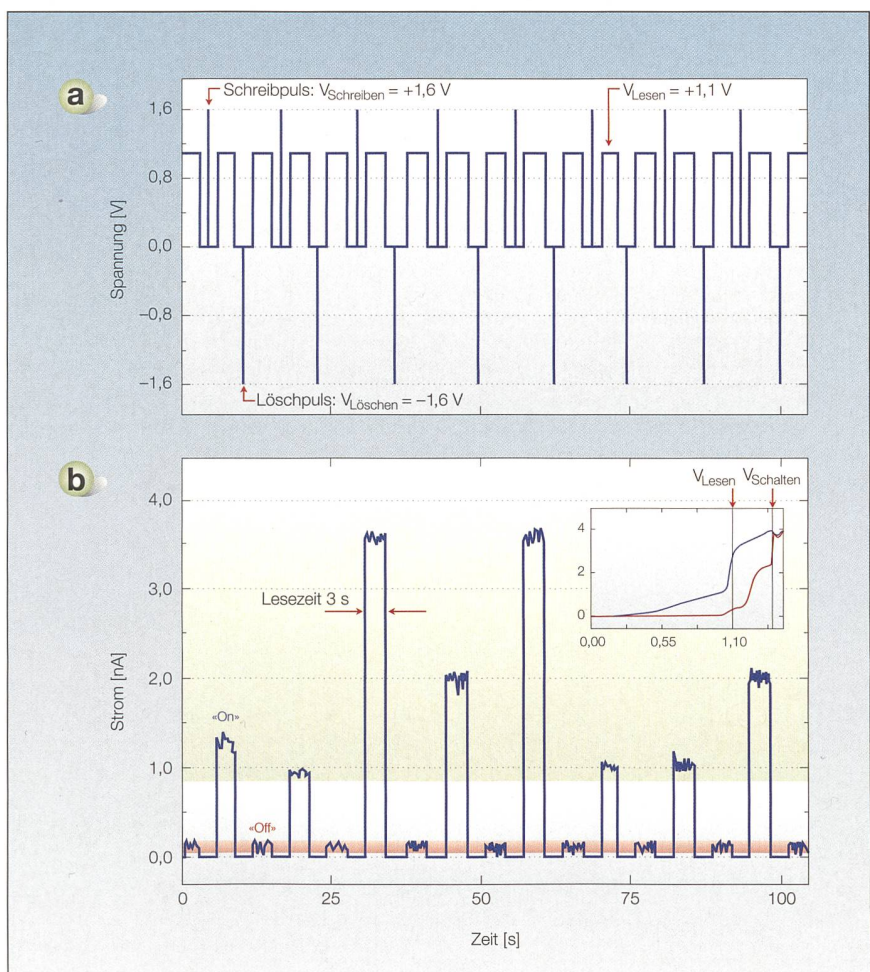 a
Schreibpuls: VSchreiben = +1,6 V
VLesen = +1,1 V
1,6
0,8
0,0
–0,8
–1,6
Spannung [V]
Löschpuls: VLöschen = –1,6 V
b
VLesen VSchalten
4,0
3,0
2,0
1,0
0,0
Strom [nA]
Lesezeit 3 s
«On»
«Off»
4
2
0
0,00 0,55 1,10
0 25 50 75 100
Zeit [s]